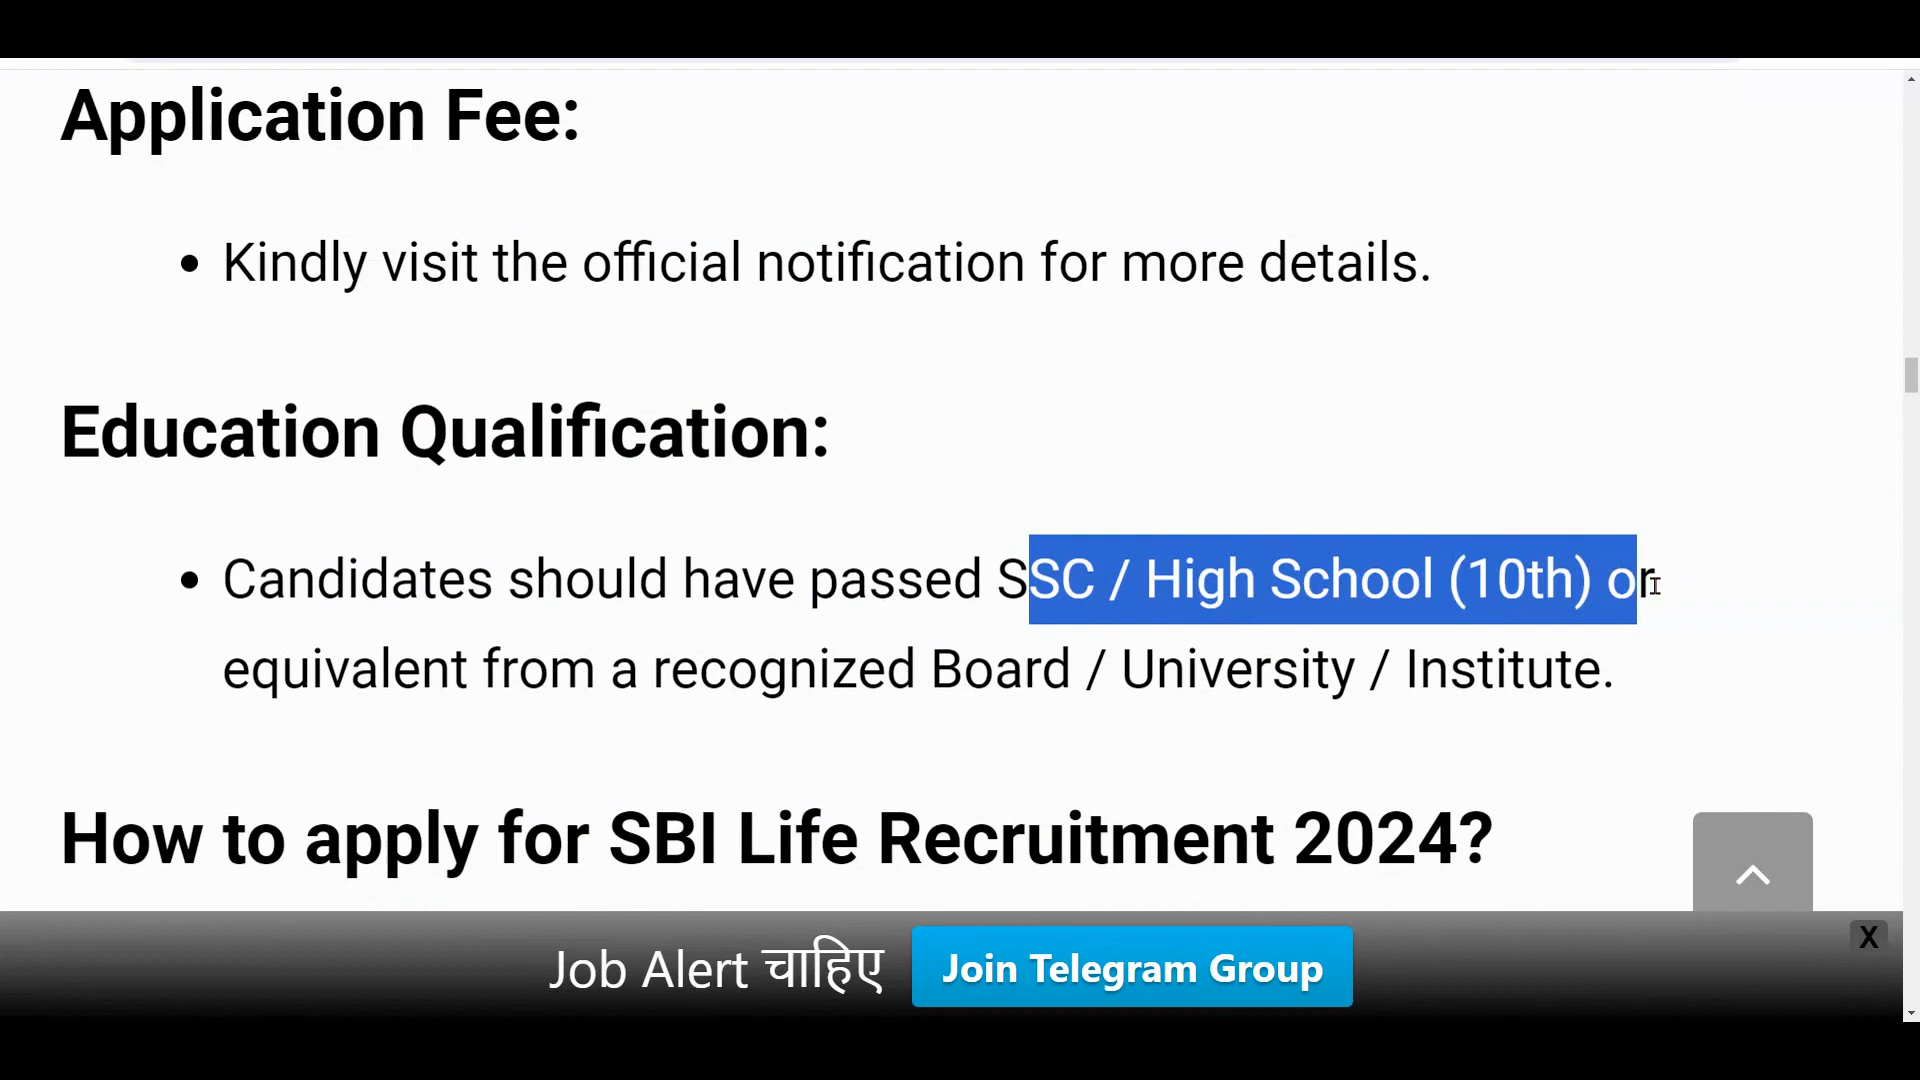 Application Fee:
• Kindly visit the official notification for more details.
Education Qualification:
• Candidates should have passed SSC / High School (10th) or
equivalent from a recognized Board / University / Institute.
How to apply for SBI Life Recruitment 2024?
X
Job Alert चाहिए Join Telegram Group